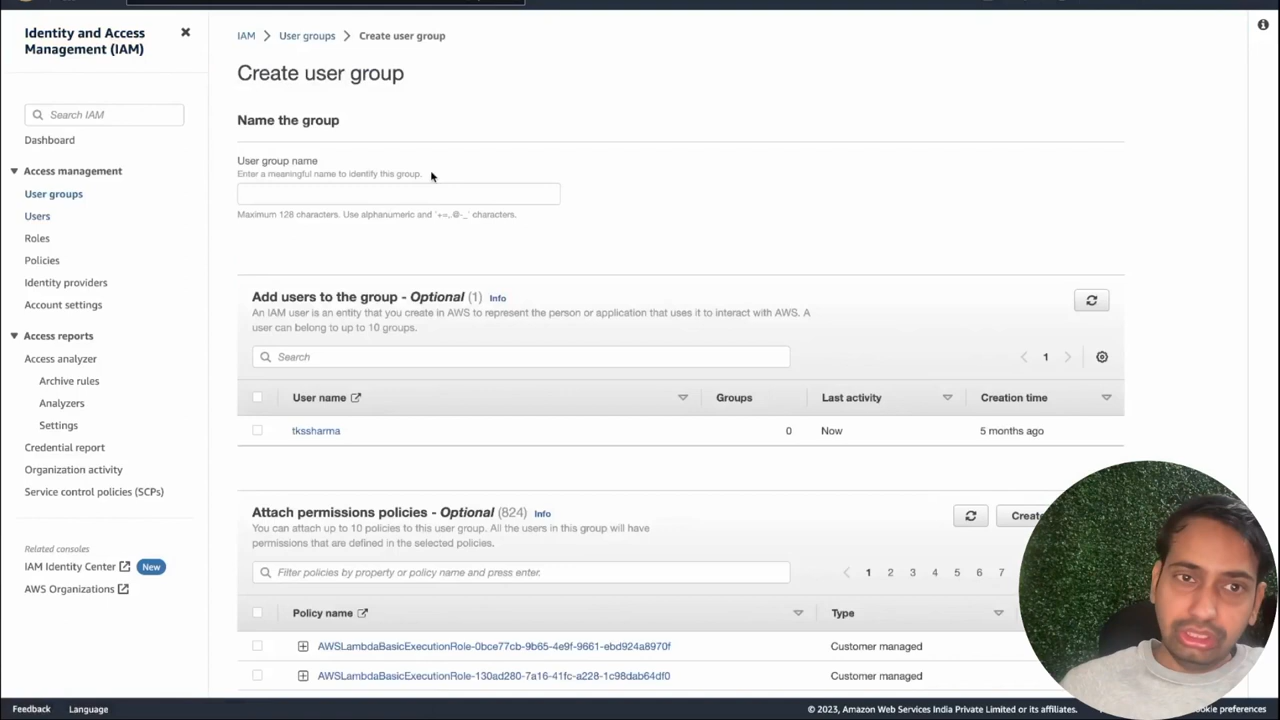 Identity and Access
Management (IAM)
Search IAM
Dashboard
Access management
User groups
Users
Roles
Policies
Identity providers
Account settings
Access reports
Access analyzer
Archive rules
Analyzers
Settings
Credential report
Organization activity
Service control policies (SCPs)
Related consoles
IAM Identity Center New
AWS Organizations
IAM > User groups > Create user group
Create user group
Name the group
User group name
Enter a meaningful name to identify this group.
Maximum 128 characters. Use alphanumeric and '+=,.@-_' characters.
Add users to the group - Optional (1) Info
An IAM user is an entity that you create in AWS to represent the person or application that uses it to interact with AWS. A
user can belong to up to 10 groups.
Search
1
User name Groups Last activity Creation time
tkssharma 0 Now 5 months ago
Attach permissions policies - Optional (824) Info
You can attach up to 10 policies to this user group. All the users in this group will have
permissions that are defined in the selected policies.
Create
Filter policies by property or policy name and press enter.
1 2 3 4 5 6 7
Policy name Type
AWSLambdaBasicExecutionRole-0bce77cb-9b65-4e9f-9661-ebd924a8970f Customer managed
AWSLambdaBasicExecutionRole-130ad280-7a16-41fc-a228-1c98dab64df0 Customer managed
Feedback Language © 2023, Amazon Web Services India Private Limited or its affiliates. preferences